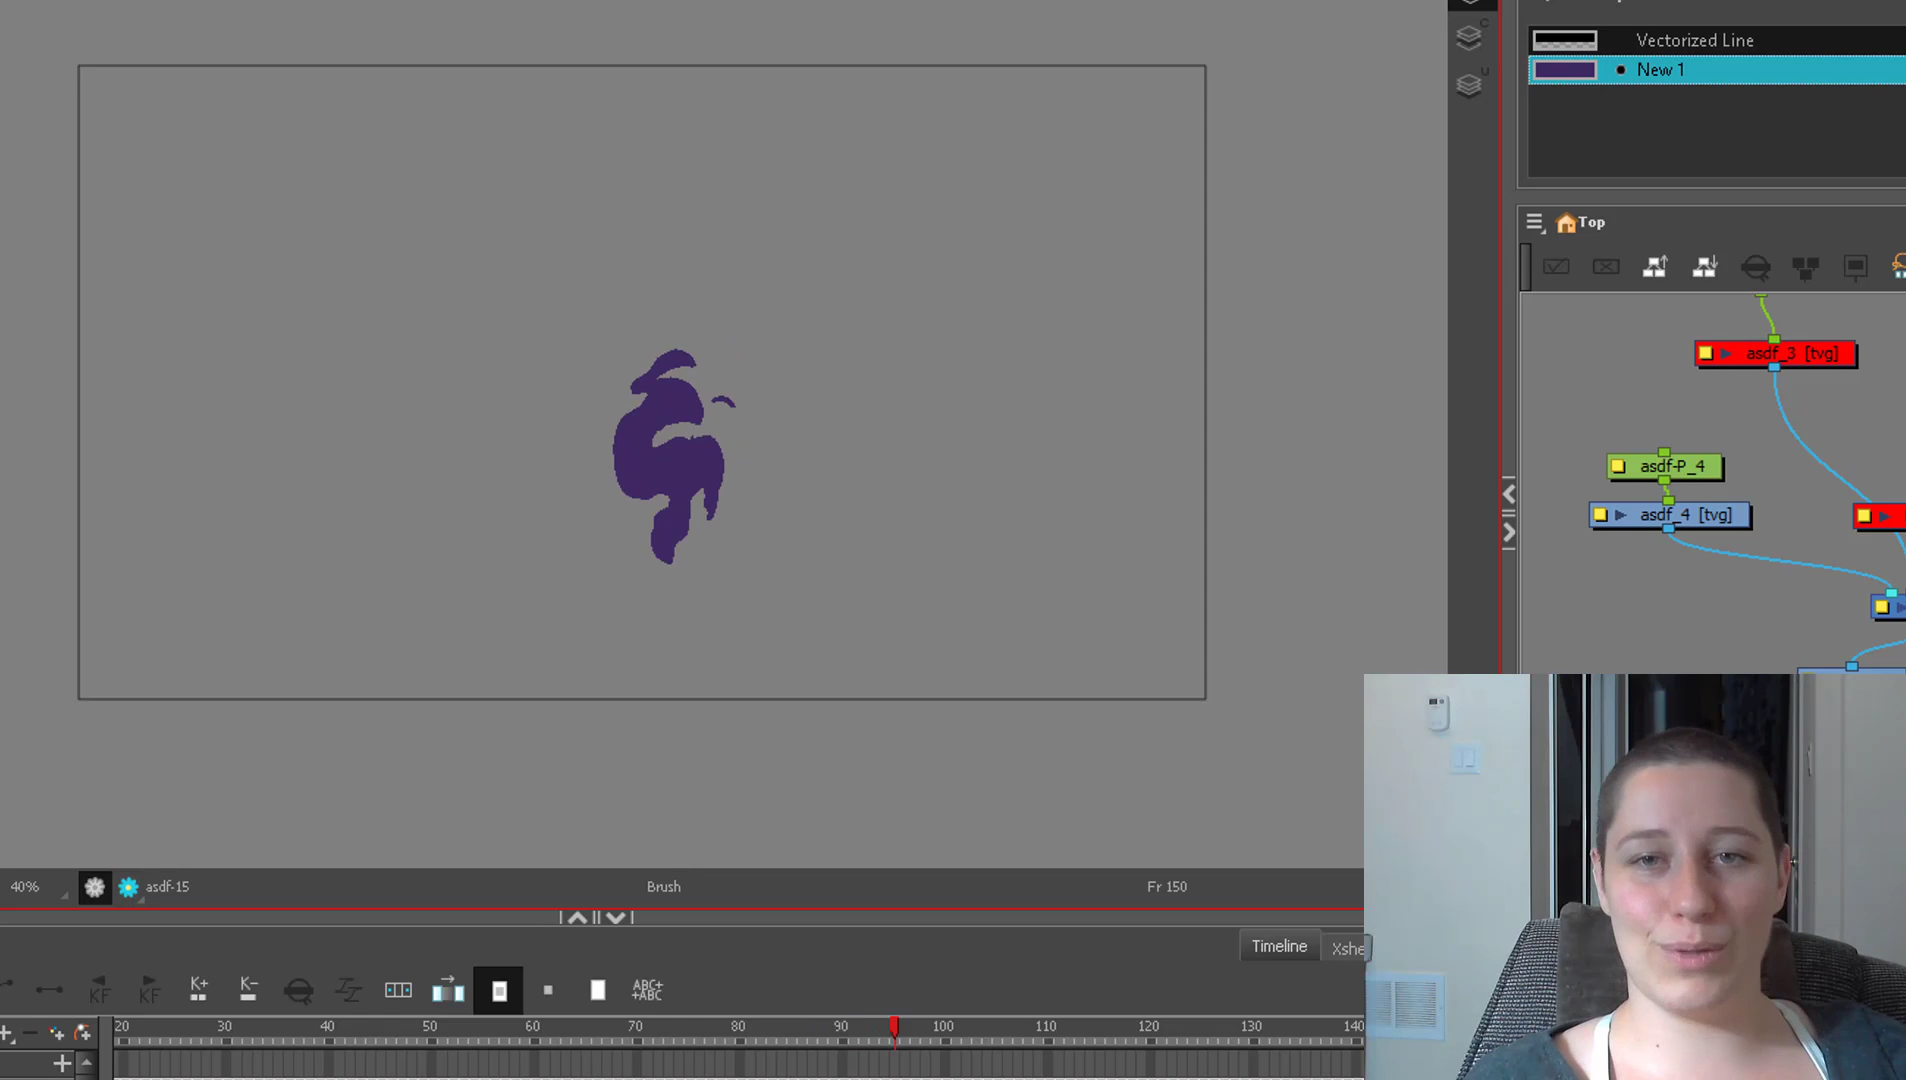 C
Vectorized Line
New 1
U
Top
asdf_3 [tvg]
asdf-P_4
asdf_4 [tvg]
40%
asdf-15
Brush
Fr 150
Timeline
Xshe
KF
KF
K+
K-
ABC+
+ABC
20 30 40 50 60 70 80 90 100 110 120 130 140